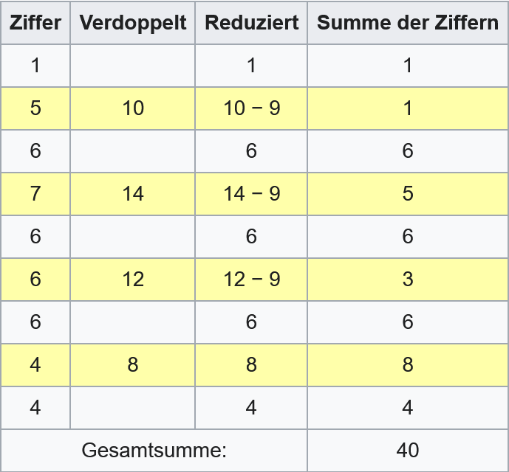 Ziffer Verdoppelt Reduziert Summe der Ziffern
1 1 1
5 10 10 − 9 1
6 6 6
7 14 14 − 9 5
6 6 6
6 12 12 − 9 3
6 6 6
4 8 8 8
4 4 4
Gesamtsumme: 40